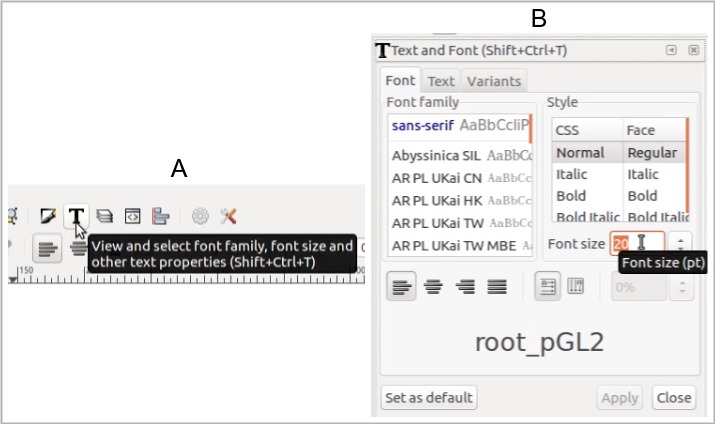 A
View and select font family, font size and
other text properties (Shift+Ctrl+T)
150
B
Text and Font (Shift+Ctrl+T)
Font Text Variants
Font family
sans-serif AaBbCcIiP
Abyssinica SIL AaBbCc
AR PL UKai CN AaBbCc
AR PL UKai HK AaBbCc
AR PL UKai TW AaBbCc
AR PL UKai TW MBE
Style
CSS Face
Normal Regular
Italic Italic
Bold Bold
Bold Italic Bold Italic
Font size 20
Font size (pt)
0%
root_pGL2
Set as default Apply Close